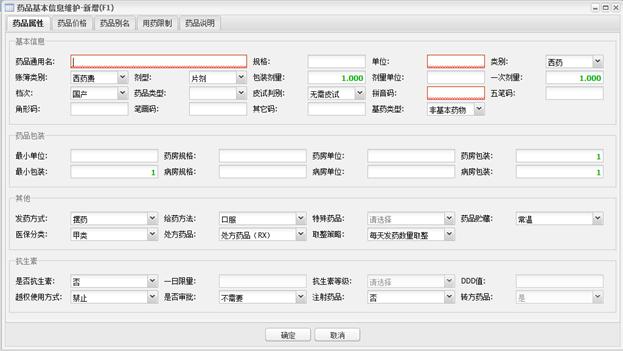 药品基本信息维护-新增(F1)
药品属性 药品价格 药品别名 用药限制 药品说明
基本信息
药品通用名: 规格: 单位: 类别: 西药
账簿类别: 西药费 剂型: 片剂 包装剂量: 1.000 剂量单位: 一次剂量: 1.000
档次: 国产 药品类型: 皮试判别: 无需皮试 拼音码: 五笔码:
角形码: 笔画码: 其它码: 基药类型: 非基本药物
药品包装
最小单位: 药房规格: 药房单位: 药房包装: 1
最小包装: 1 病房规格: 病房单位: 病房包装: 1
其他
发药方式: 摆药 给药方法: 口服 特殊药品: 请选择 药品贮藏: 常温
医保分类: 甲类 处方药品: 处方药品（RX） 取整策略: 每天发药数量取整
抗生素
是否抗生素: 否 一日限量: 抗生素等级: 请选择 DDD值:
越权使用方式: 禁止 是否审批: 不需要 注射药品: 否 转方药品: 是
确定 取消